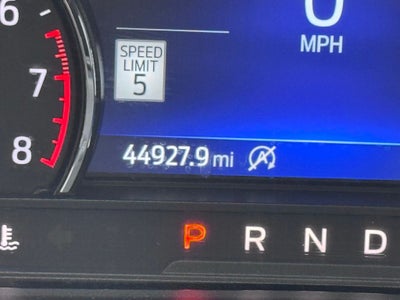 6
0
MPH
SPEED
LIMIT
5
7
44927.9 mi
A
8
P R N D